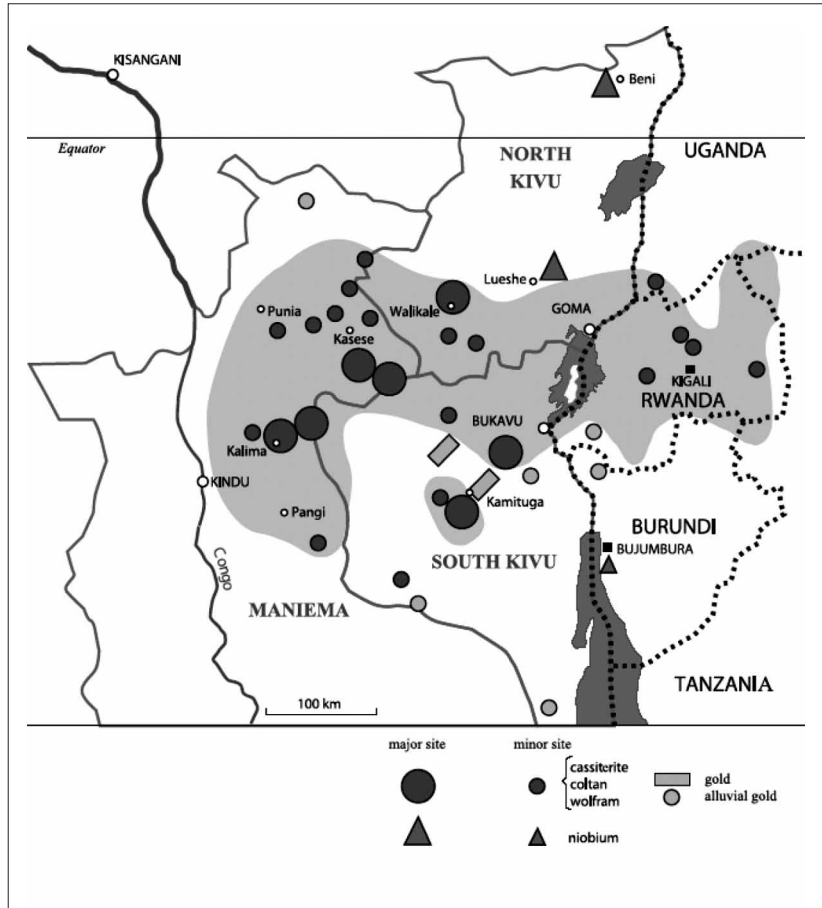 KISANGANI
Beni
Equator
UGANDA
NORTH
KIVU
Lueshe
Punia
Walikale
GOMA
Kasese
KIGALI
RWANDA
BUKAVU
Kalima
KINDU
Kamituga
Pangi
BURUNDI
BUJUMBURA
SOUTH KIVU
Congo
MANIEMA
TANZANIA
100 km
major site
minor site
cassiterite
coltan
wolfram
gold
alluvial gold
niobium